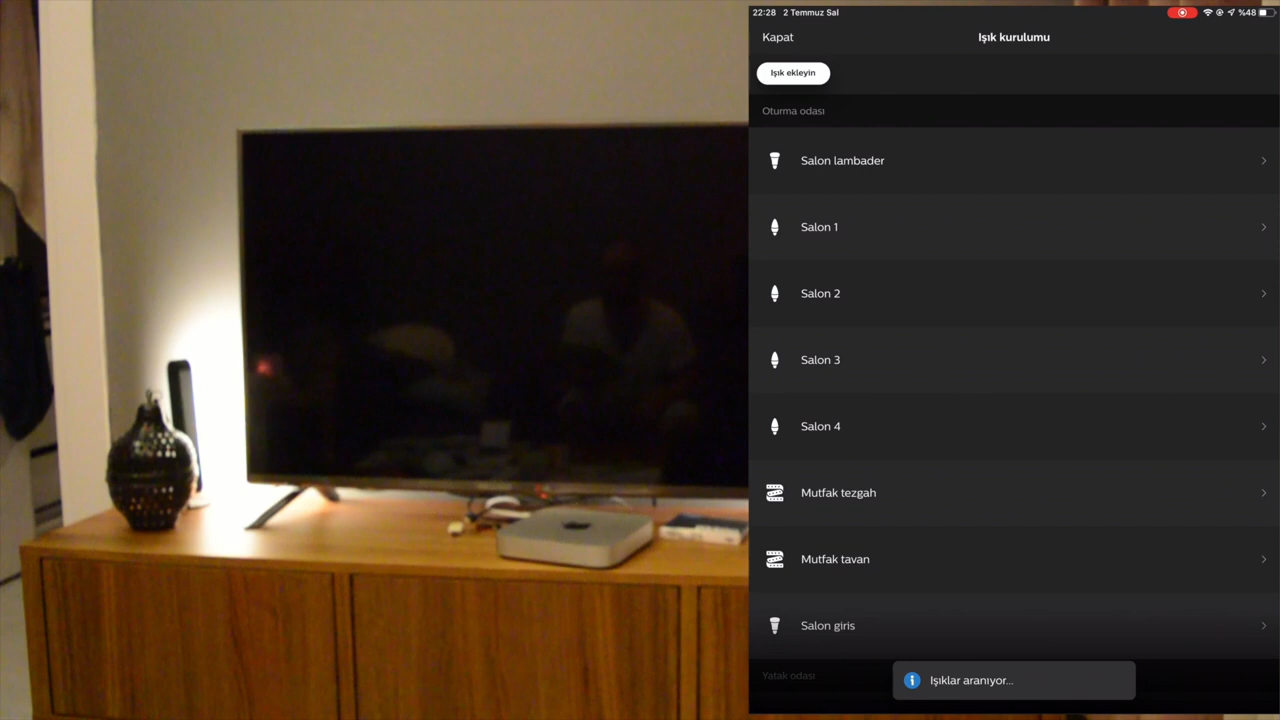 22:28 2 Temmuz Sal %48
Kapat Işık kurulumu
Işık ekleyin
Oturma odası
Salon lambader
Salon 1
Salon 2
Salon 3
Salon 4
Mutfak tezgah
Mutfak tavan
Salon giris
Yatak odası
Işıklar aranıyor...